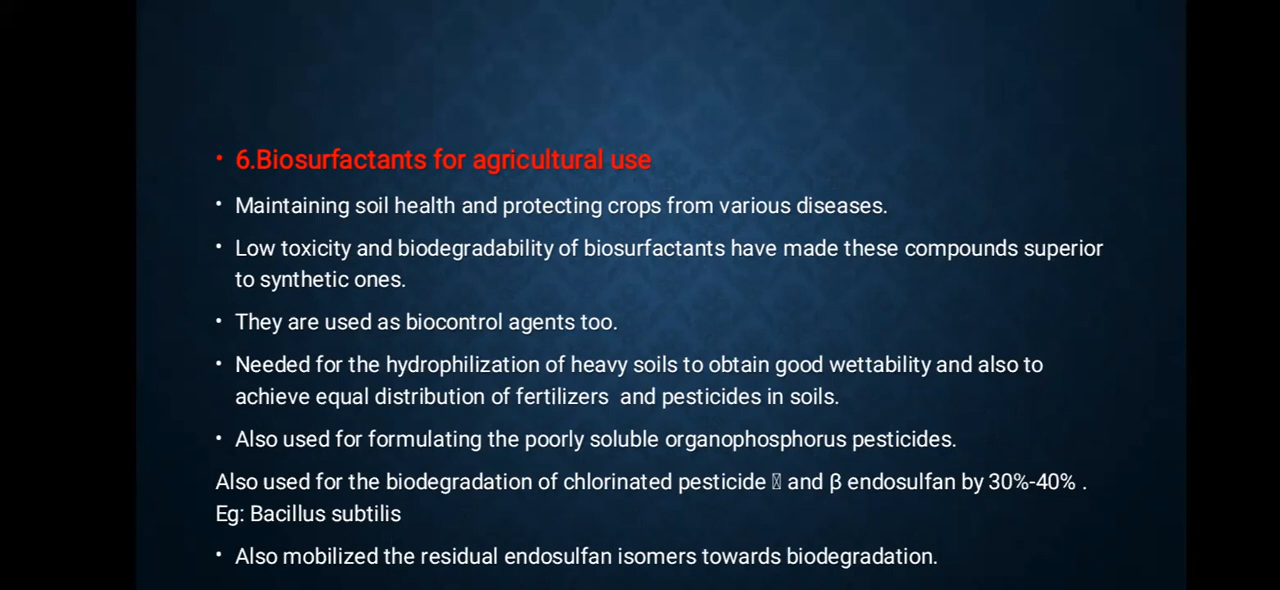 • 6.Biosurfactants for agricultural use
• Maintaining soil health and protecting crops from various diseases.
• Low toxicity and biodegradability of biosurfactants have made these compounds superior
to synthetic ones.
• They are used as biocontrol agents too.
• Needed for the hydrophilization of heavy soils to obtain good wettability and also to
achieve equal distribution of fertilizers  and pesticides in soils.
• Also used for formulating the poorly soluble organophosphorus pesticides.
Also used for the biodegradation of chlorinated pesticide and β endosulfan by 30%-40% .
Eg: Bacillus subtilis
• Also mobilized the residual endosulfan isomers towards biodegradation.